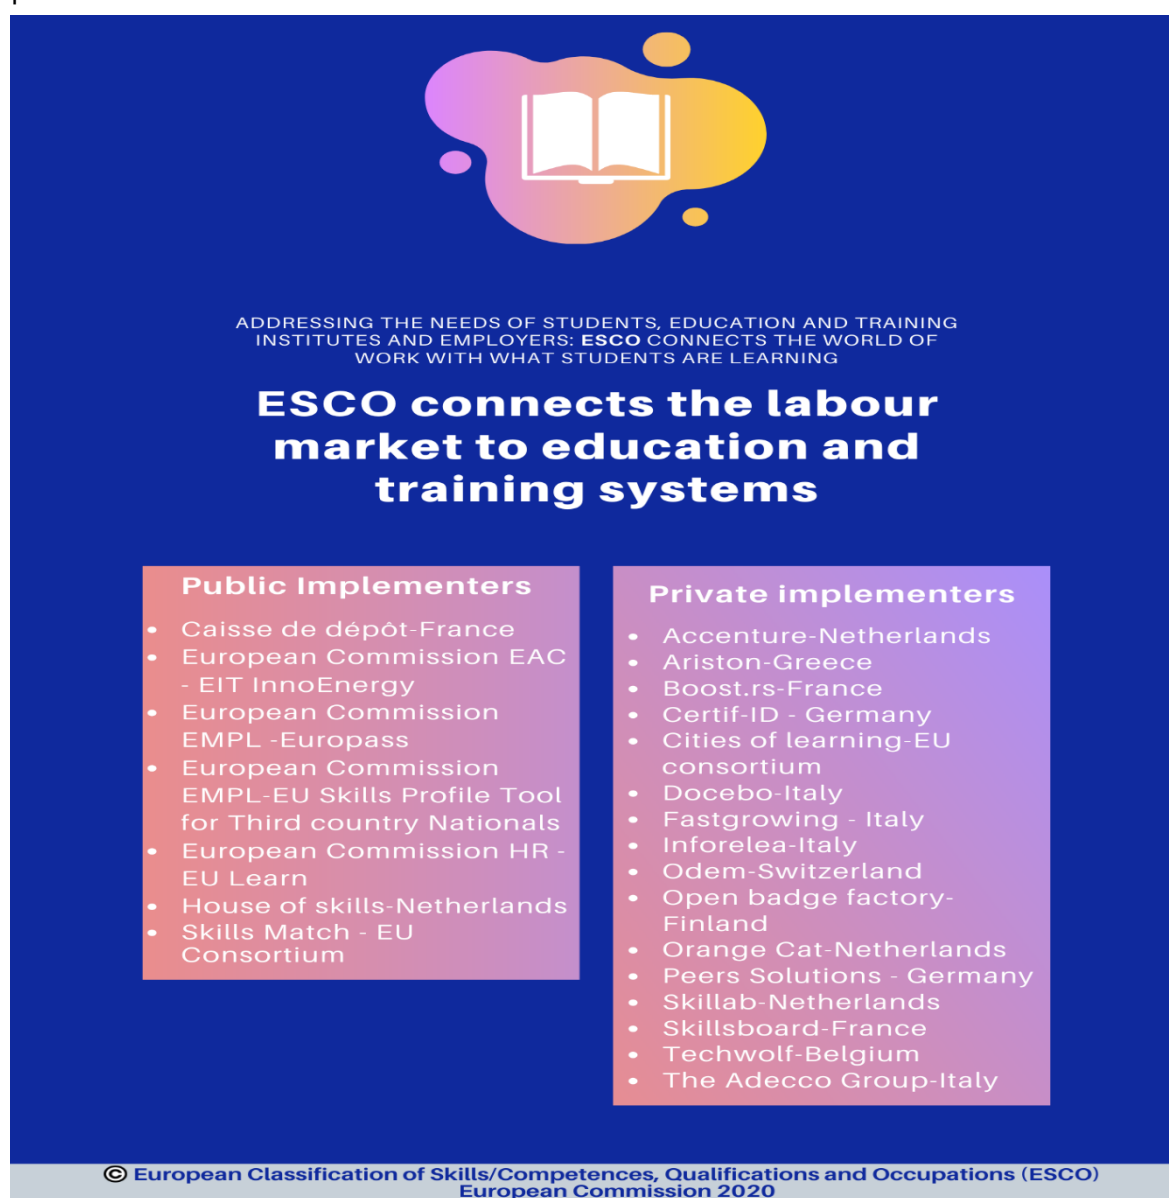 ADDRESSING THE NEEDS OF STUDENTS, EDUCATION AND TRAINING
INSTITUTES AND EMPLOYERS: ESCO CONNECTS THE WORLD OF
WORK WITH WHAT STUDENTS ARE LEARNING
ESCO connects the labour
market to education and
training systems
Public Implementers
• Caisse de dépôt-France
• European Commission EAC
- EIT InnoEnergy
• European Commission
EMPL -Europass
• European Commission
EMPL-EU Skills Profile Tool
for Third country Nationals
• European Commission HR -
EU Learn
• House of skills-Netherlands
• Skills Match - EU
Consortium
Private implementers
• Accenture-Netherlands
• Ariston-Greece
• Boost.rs-France
• Certif-ID - Germany
• Cities of learning-EU
consortium
• Docebo-Italy
• Fastgrowing - Italy
• Inforelea-Italy
• Odem-Switzerland
• Open badge factory-
Finland
• Orange Cat-Netherlands
• Peers Solutions - Germany
• Skillab-Netherlands
• Skillsboard-France
• Techwolf-Belgium
• The Adecco Group-Italy
© European Classification of Skills/Competences, Qualifications and Occupations (ESCO)
European Commission 2020